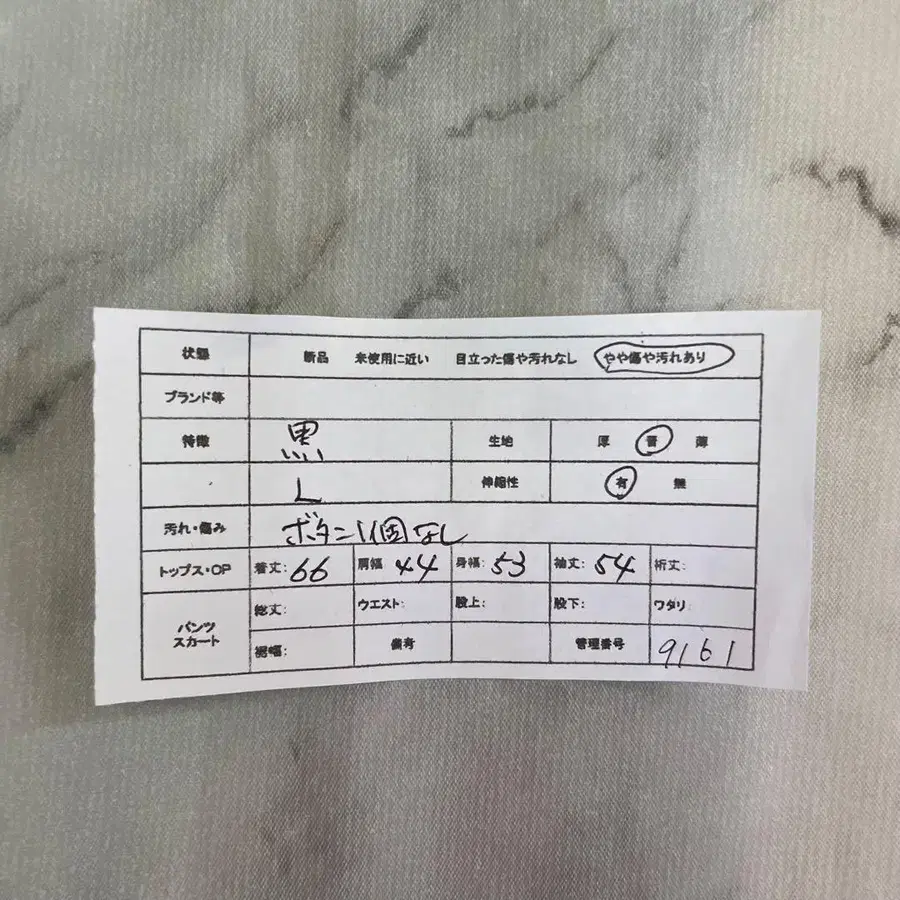 状態 新品 未使用に近い 目立った傷や汚れなし やや傷や汚れあり
ブランド等
特徴 黒 生地 厚 普 薄
L 伸縮性 有 無
汚れ・傷み ボタン1個なし
トップス・OP 着丈: 66 肩幅 44 身幅: 53 袖丈: 54 裄丈:
パンツ スカート 総丈: ウエスト: 股上: 股下: ワタリ:
裾幅: 備考 管理番号 9161